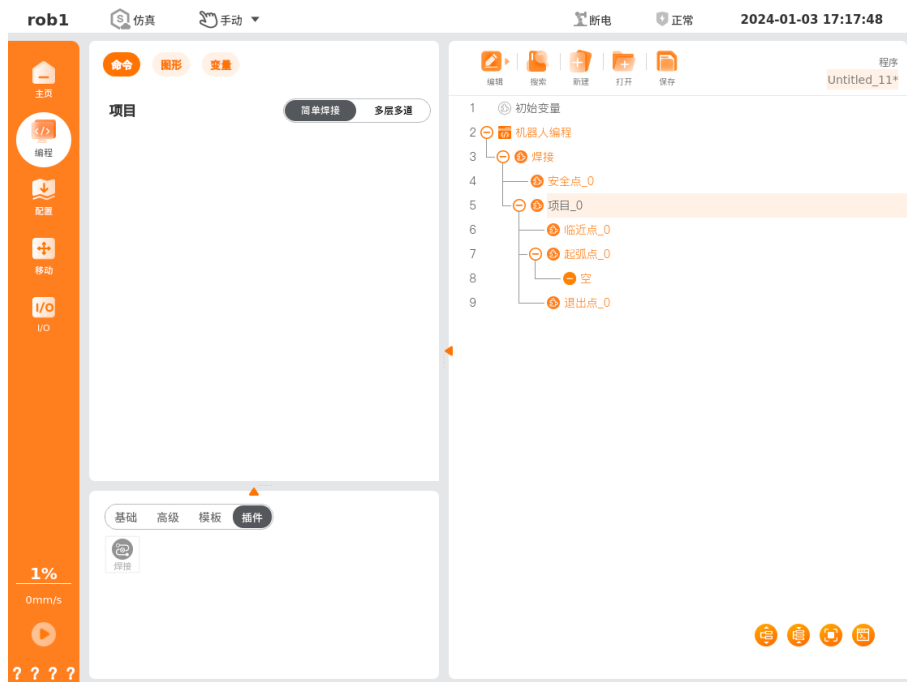 rob1 仿真 手动 断电 正常 2024-01-03 17:17:48
主页
编程
配置
移动
I/O
I/O
1%
0mm/s
? ? ? ?
命令 图形 变量
项目 简单焊接 多层多道
基础 高级 模板 插件
焊接
编辑 搜索 新建 打开 保存
程序
Untitled_11*
1 初始变量
2 机器人编程
3 焊接
4 安全点_0
5 项目_0
6 临近点_0
7 起弧点_0
8 空
9 退出点_0